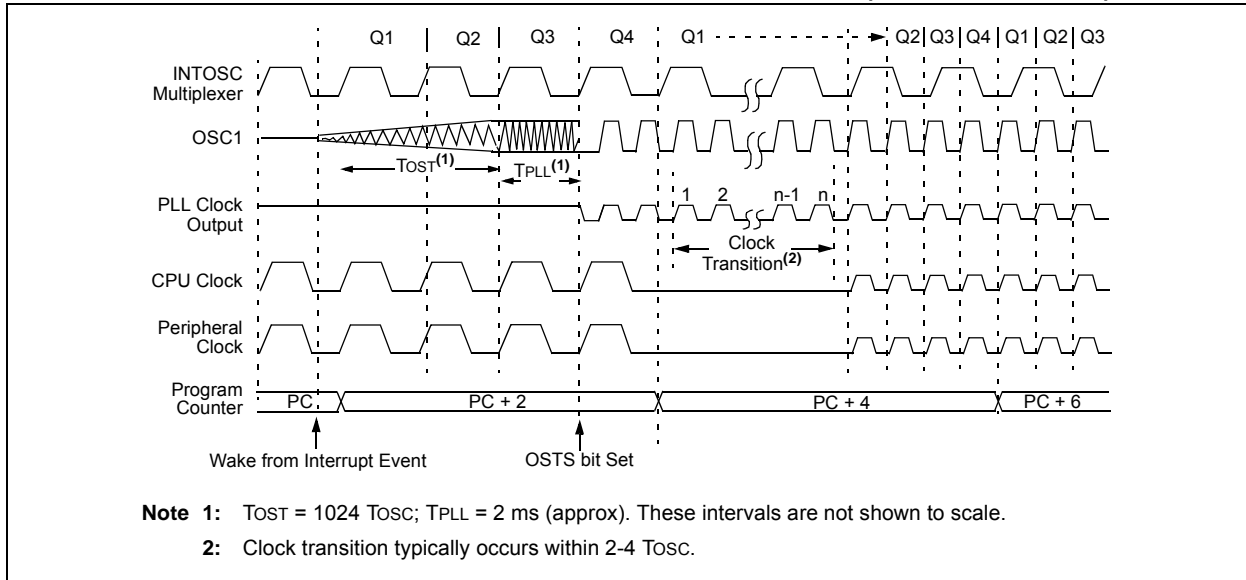 Q1 Q2 Q3 Q4 Q1 Q2 Q3 Q4 Q1 Q2 Q3
INTOSC
Multiplexer
OSC1
TOST(1)
TPLL(1)
1 2 n-1 n
PLL Clock
Output
Clock
Transition(2)
CPU Clock
Peripheral
Clock
Program
Counter
PC PC + 2 PC + 4 PC + 6
Wake from Interrupt Event OSTS bit Set
Note 1: TOST = 1024 TOSC; TPLL = 2 ms (approx). These intervals are not shown to scale.
2: Clock transition typically occurs within 2-4 TOSC.